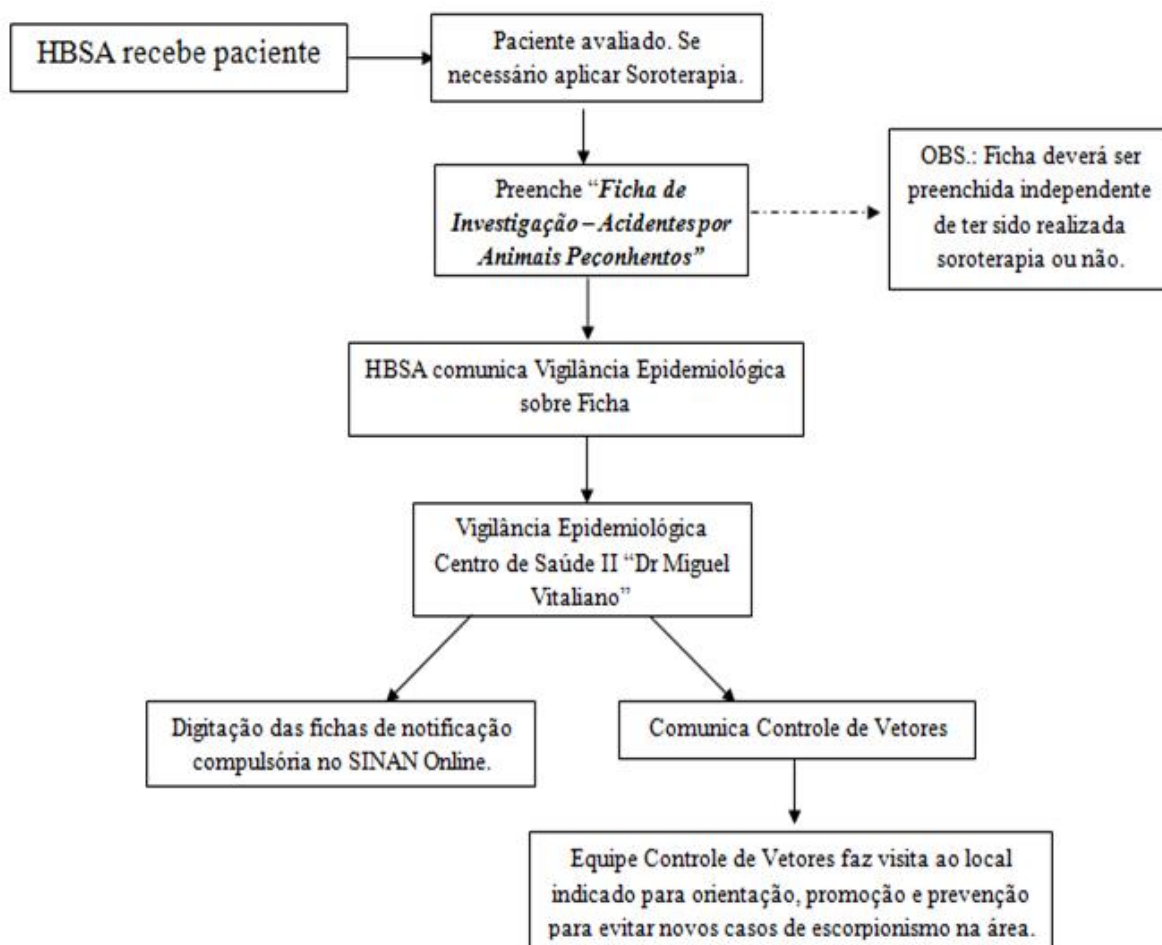 HBSA recebe paciente
Paciente avaliado. Se
necessário aplicar Soroterapia.
Preenche “Ficha de
Investigação – Acidentes por
Animais Peçonhentos”
OBS.: Ficha deverá ser
preenchida independente
de ter sido realizada
soroterapia ou não.
HBSA comunica Vigilância Epidemiológica
sobre Ficha
Vigilância Epidemiológica
Centro de Saúde II “Dr Miguel
Vitaliano”
Digitação das fichas de notificação
compulsória no SINAN Online.
Comunica Controle de Vetores
Equipe Controle de Vetores faz visita ao local
indicado para orientação, promoção e prevenção
para evitar novos casos de escorpionismo na área.